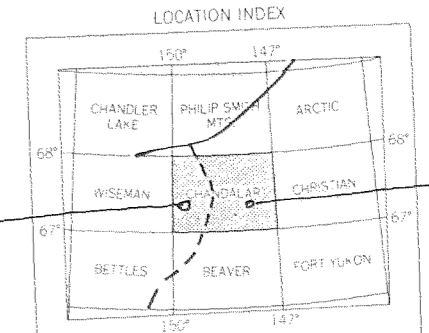 LOCATION INDEX
150° 147°
CHANDLER LAKE
PHILIP SMITH MTS
ARCTIC
68° 68°
WISEMAN
CHANDALAR
CHRISTIAN
67° 67°
BETTLES
BEAVER
FORT YUKON
150° 147°